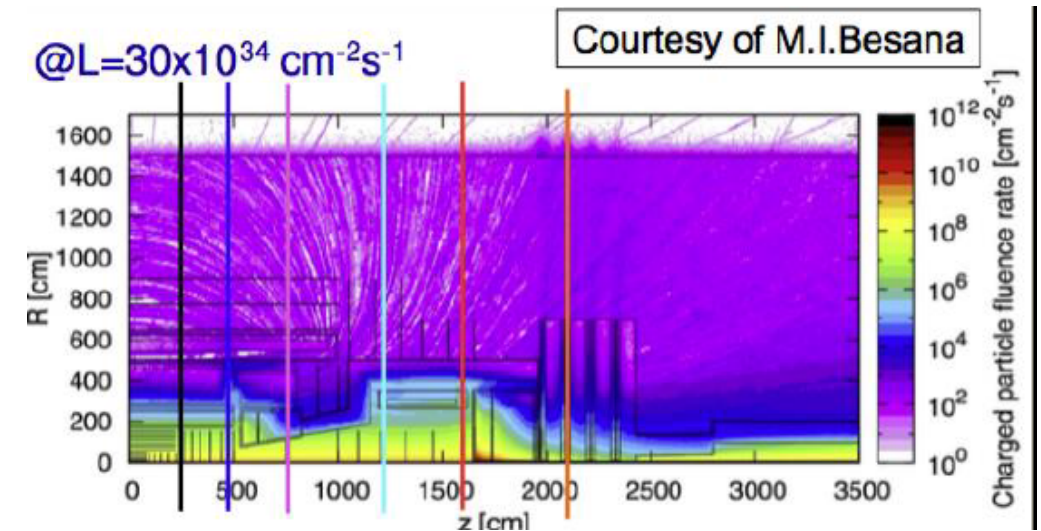 @L=30x10³⁴ cm⁻²s⁻¹
Courtesy of M.I.Besana
R [cm]
1600
1400
1200
1000
800
600
400
200
0
0 500 1000 1500 2000 2500 3000 3500
z [cm]
10¹²
10¹⁰
10⁸
10⁶
10⁴
10²
10⁰
Charged particle fluence rate [cm⁻²s⁻¹]